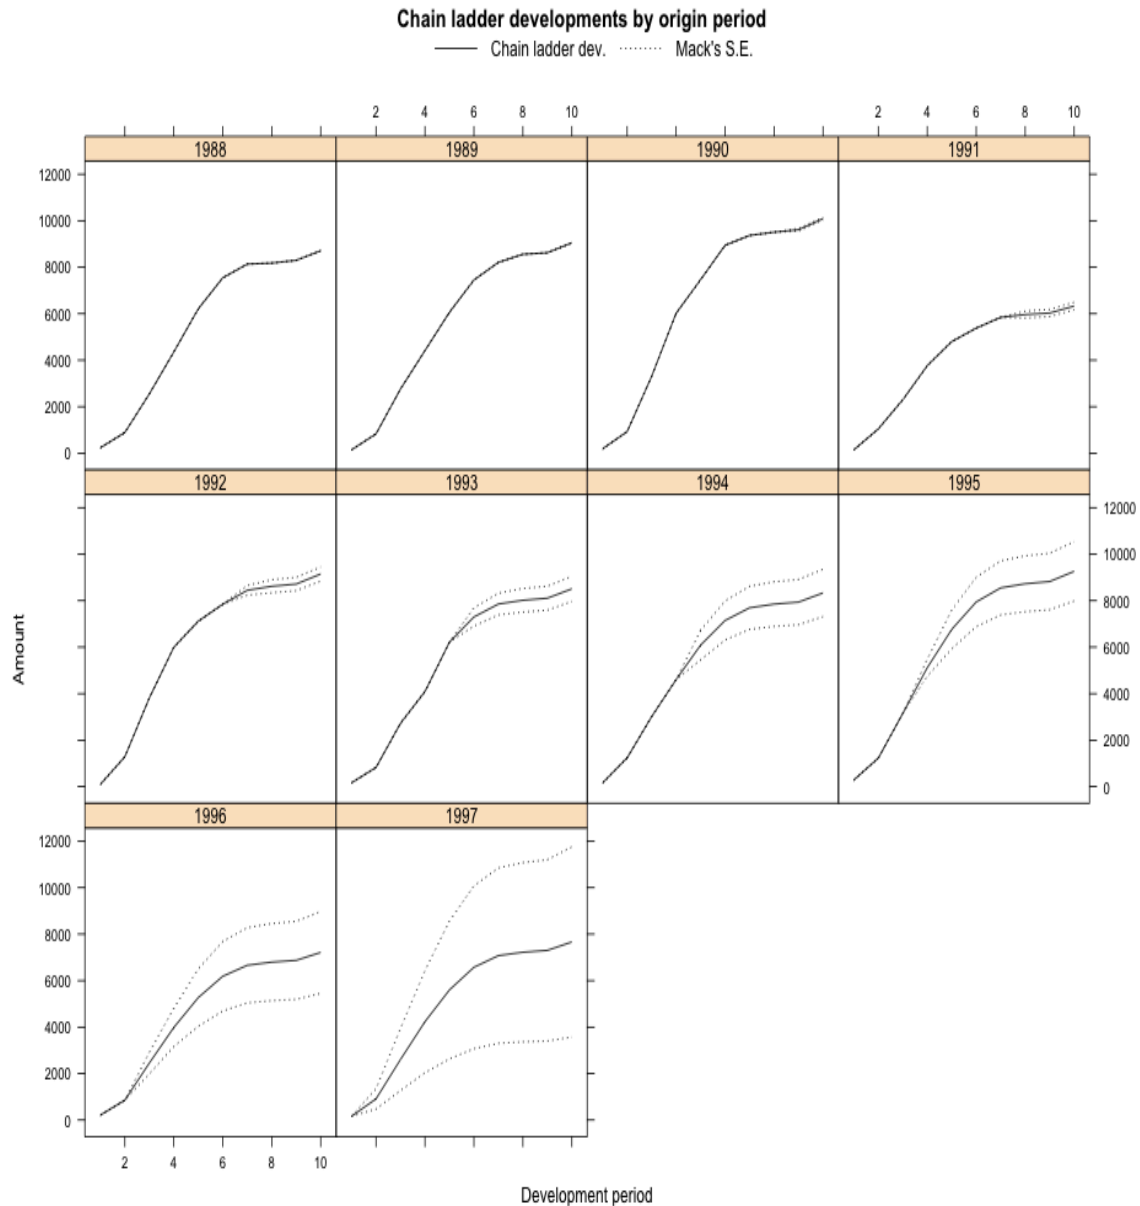 Chain ladder developments by origin period
Chain ladder dev. Mack's S.E.
2 4 6 8 10 2 4 6 8 10
1988 1989 1990 1991
12000
10000
8000
6000
4000
2000
0
1992 1993 1994 1995
12000
10000
8000
6000
4000
2000
0
Amount
1996 1997
12000
10000
8000
6000
4000
2000
0
2 4 6 8 10
Development period